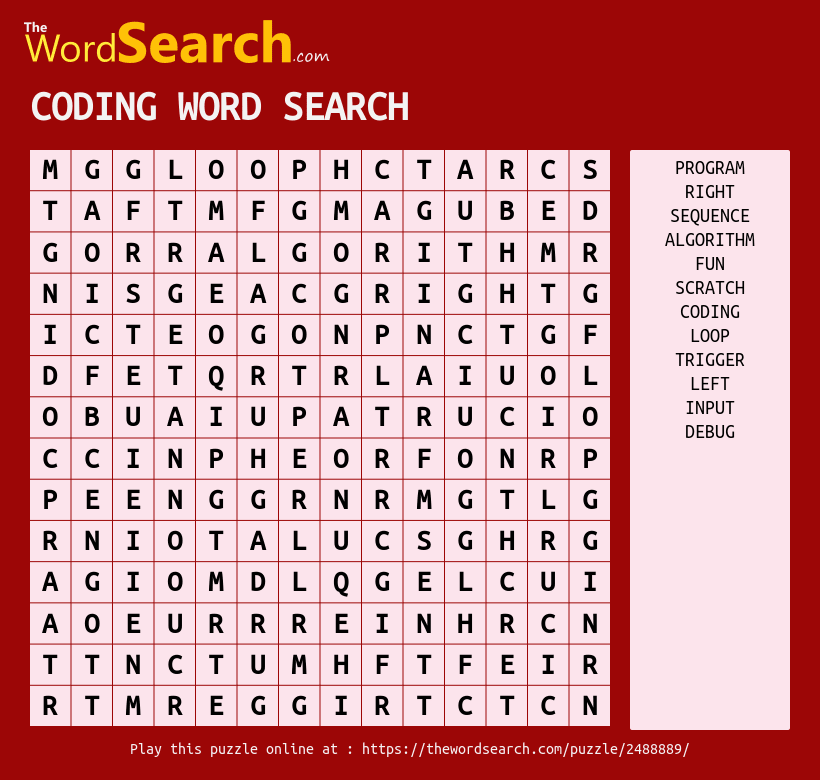 The
WordSearch.com
CODING WORD SEARCH
M G G L O O P H C T A R C S
T A F T M F G M A G U B E D
G O R R A L G O R I T H M R
N I S G E A C G R I G H T G
I C T E O G O N P N C T G F
D F E T Q R T R L A I U O L
O B U A I U P A T R U C I O
C C I N P H E O R F O N R P
P E E N G G R N R M G T L G
R N I O T A L U C S G H R G
A G I O M D L Q G E L C U I
A O E U R R R E I N H R C N
T T N C T U M H F T F E I R
R T M R E G G I R T C T C N
PROGRAM
RIGHT
SEQUENCE
ALGORITHM
FUN
SCRATCH
CODING
LOOP
TRIGGER
LEFT
INPUT
DEBUG
Play this puzzle online at : https://thewordsearch.com/puzzle/2488889/